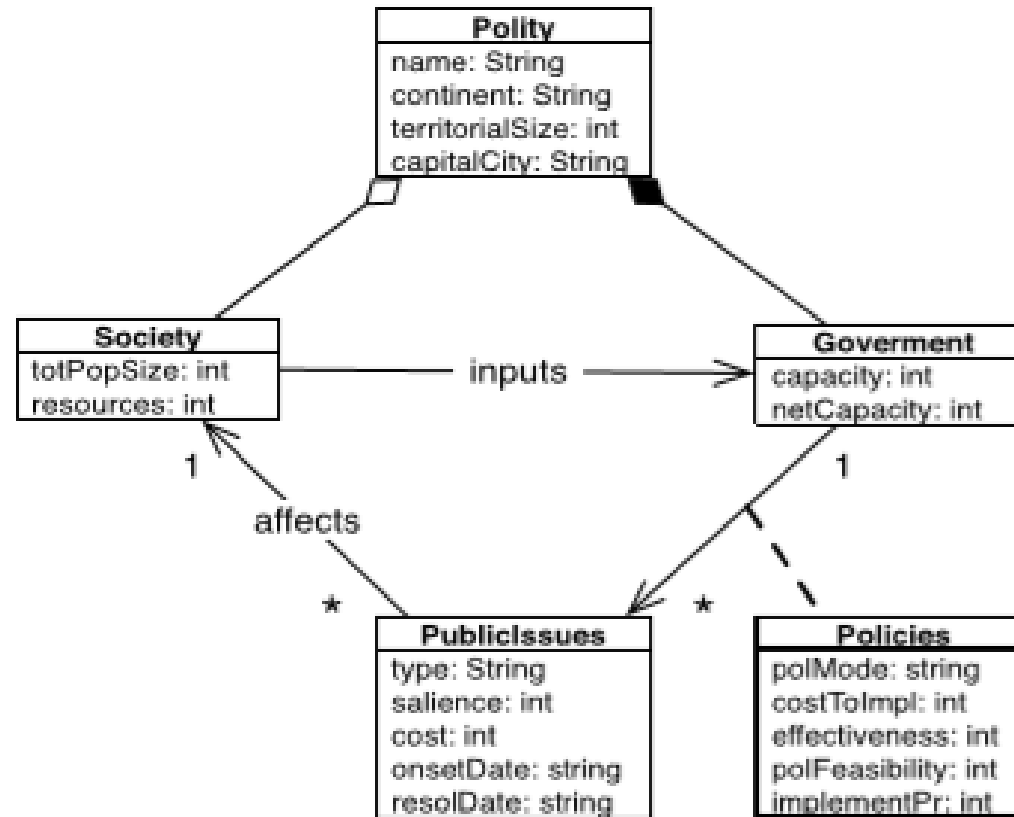 Polity
name: String
continent: String
territorialSize: int
capitalCity: String
Society
totPopSize: int
resources: int
inputs
Goverment
capacity: int
netCapacity: int
1
1
affects
*
*
PublicIssues
type: String
salience: int
cost: int
onsetDate: string
resolDate: string
Policies
polMode: string
costToImpl: int
effectiveness: int
polFeasibility: int
implementPr: int